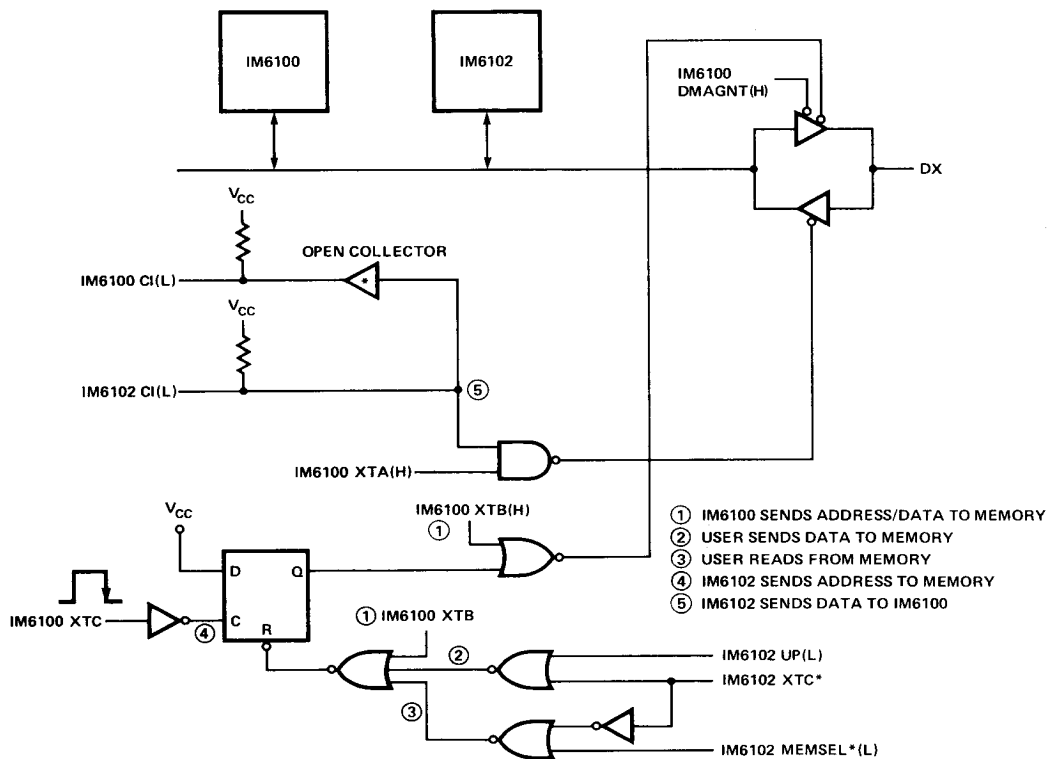 IM6100
IM6102
IM6100
DMAGNT(H)
DX
VCC
OPEN COLLECTOR
*
IM6100 CI(L)
VCC
IM6102 CI(L)
5
IM6100 XTA(H)
IM6100 XTB(H)
1
VCC
D
Q
IM6100 XTC
4
C
R
1 IM6100 XTB
2
3
IM6102 UP(L)
IM6102 XTC*
IM6102 MEMSEL*(L)
1 IM6100 SENDS ADDRESS/DATA TO MEMORY
2 USER SENDS DATA TO MEMORY
3 USER READS FROM MEMORY
4 IM6102 SENDS ADDRESS TO MEMORY
5 IM6102 SENDS DATA TO IM6100